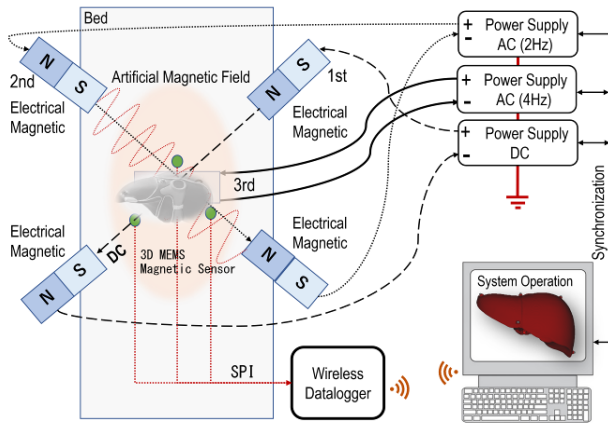 Bed
+ Power Supply
- AC (2Hz)
N S
2nd
Artificial Magnetic Field
S
N
1st
Electrical
Magnetic
Electrical
Magnetic
+ Power Supply
- AC (4Hz)
+ Power Supply
- DC
3rd
Electrical
Magnetic
Electrical
Magnetic
DC
3D MEMS
Magnetic Sensor
N S
S
N
Synchronization
System Operation
SPI
Wireless
Datalogger